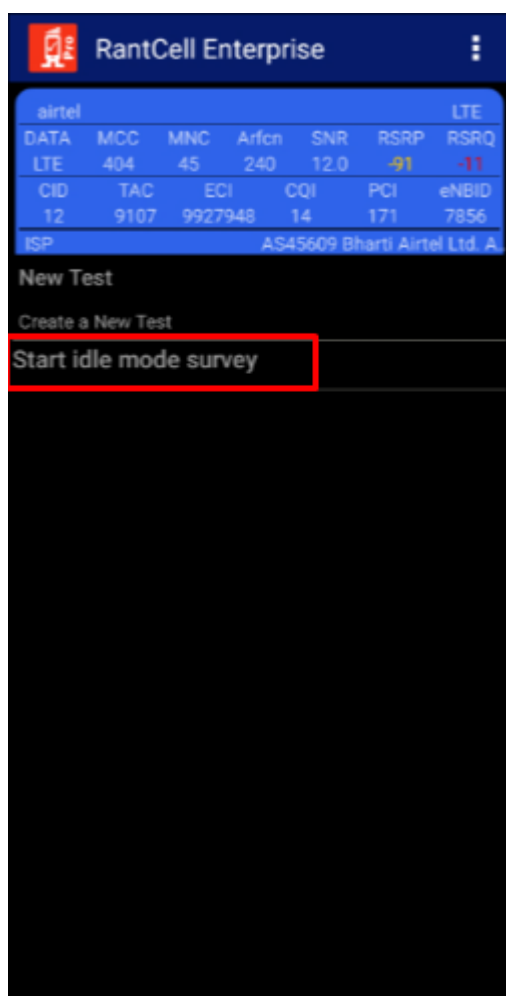 Pro RantCell Enterprise
airtel LTE
DATA MCC MNC Arfcn SNR RSRP RSRQ
LTE 404 45 240 12.0 -91 -11
CID TAC ECI CQI PCI eNBID
12 9107 9927948 14 171 7856
ISP AS45609 Bharti Airtel Ltd. A..
New Test
Create a New Test
Start idle mode survey